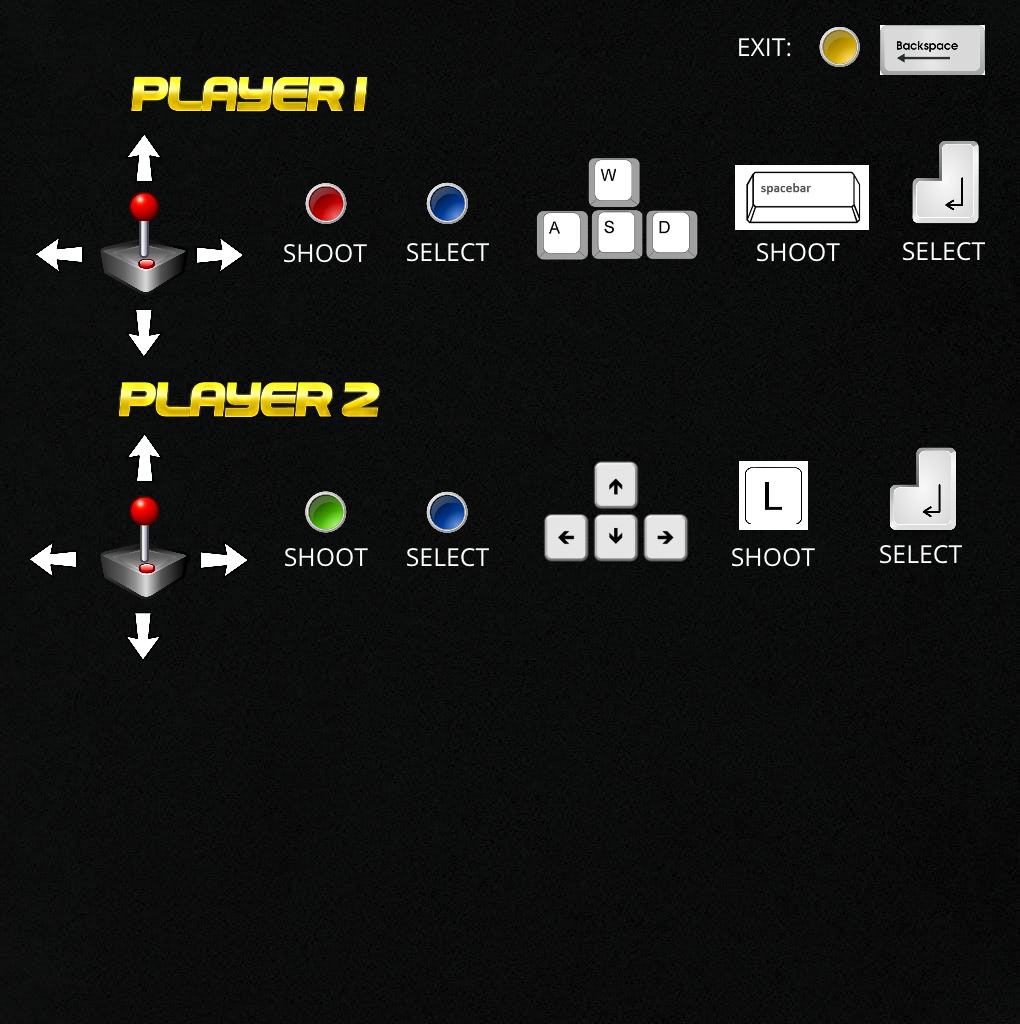 EXIT:
Backspace
PLAYER 1
W
A S D
spacebar
SHOOT SELECT SHOOT SELECT
PLAYER 2
L
SHOOT SELECT SHOOT SELECT